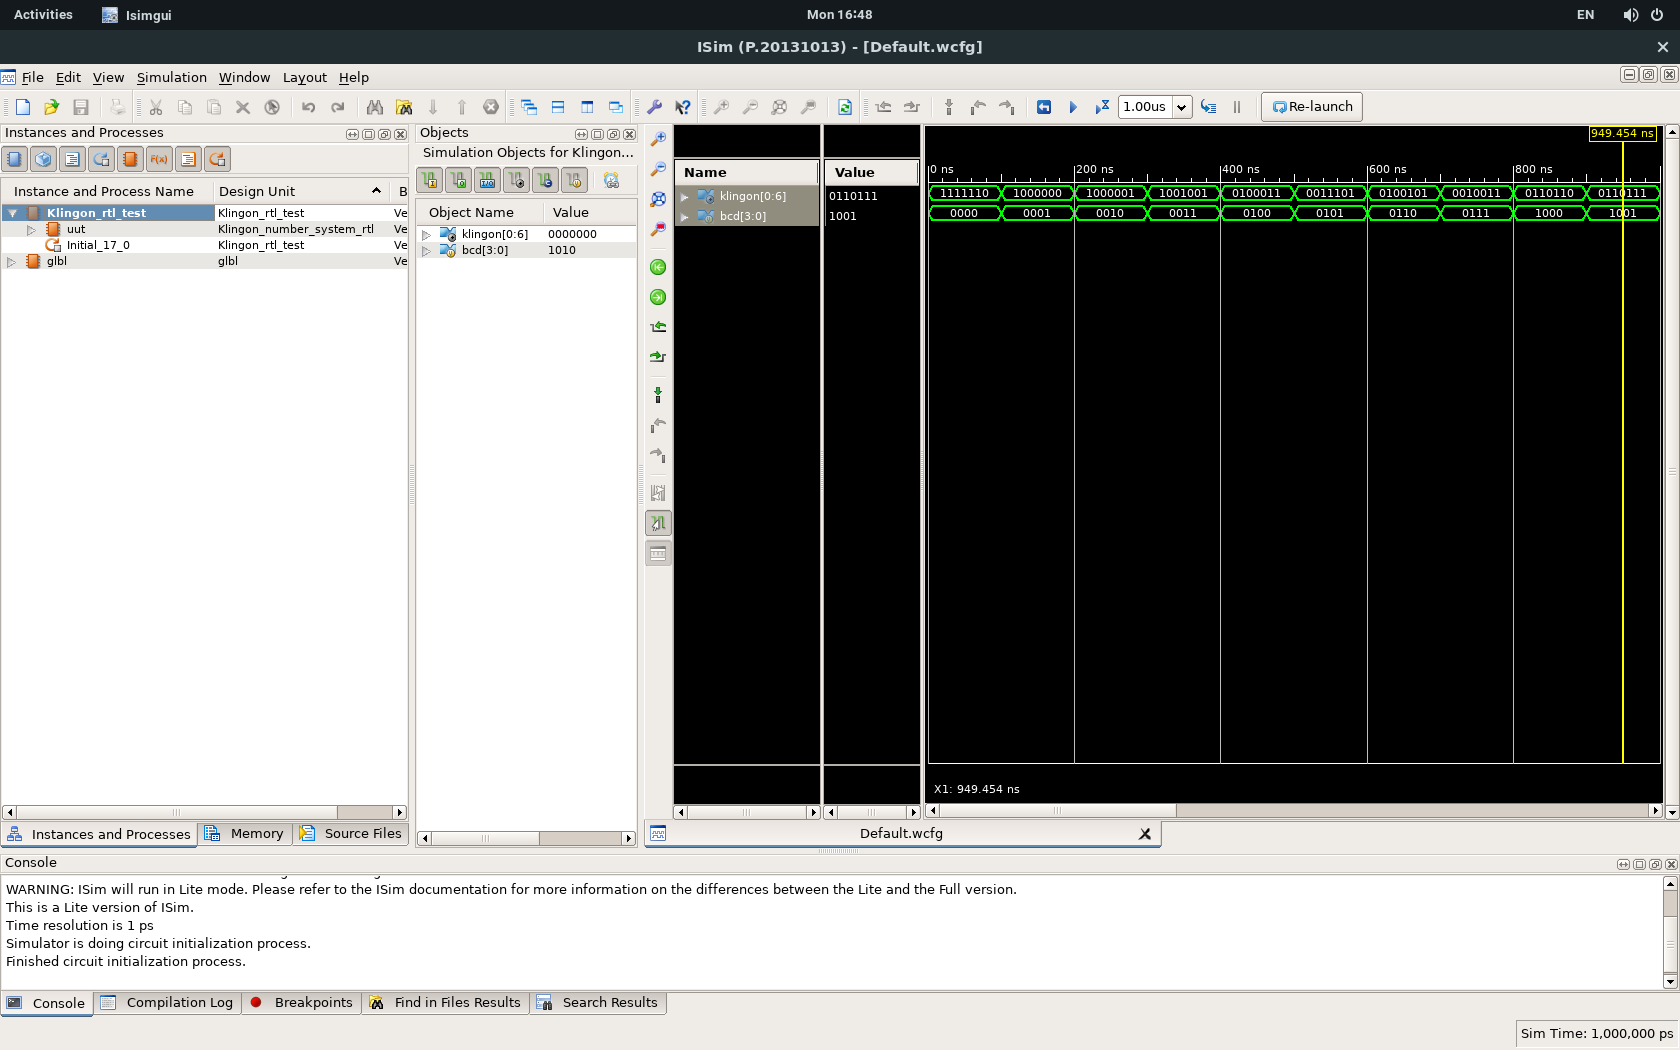 Activities Isimgui Mon 16:48 EN
ISim (P.20131013) - [Default.wcfg]
File Edit View Simulation Window Layout Help
1.00us Re-launch
Instances and Processes
Instance and Process Name Design Unit B
Klingon_rtl_test Klingon_rtl_test Ve
uut Klingon_number_system_rtl Ve
Initial_17_0 Klingon_rtl_test Ve
glbl glbl Ve
Instances and Processes Memory Source Files
Objects
Simulation Objects for Klingon...
Object Name Value
klingon[0:6] 0000000
bcd[3:0] 1010
Name Value
klingon[0:6] 0110111
bcd[3:0] 1001
949.454 ns
0 ns 200 ns 400 ns 600 ns 800 ns
1111110 1000000 1000001 1001001 0100011 0011101 0100101 0010011 0110110 0110111
0000 0001 0010 0011 0100 0101 0110 0111 1000 1001
X1: 949.454 ns
Default.wcfg
Console
WARNING: ISim will run in Lite mode. Please refer to the ISim documentation for more information on the differences between the Lite and the Full version.
This is a Lite version of ISim.
Time resolution is 1 ps
Simulator is doing circuit initialization process.
Finished circuit initialization process.
Console Compilation Log Breakpoints Find in Files Results Search Results
Sim Time: 1,000,000 ps